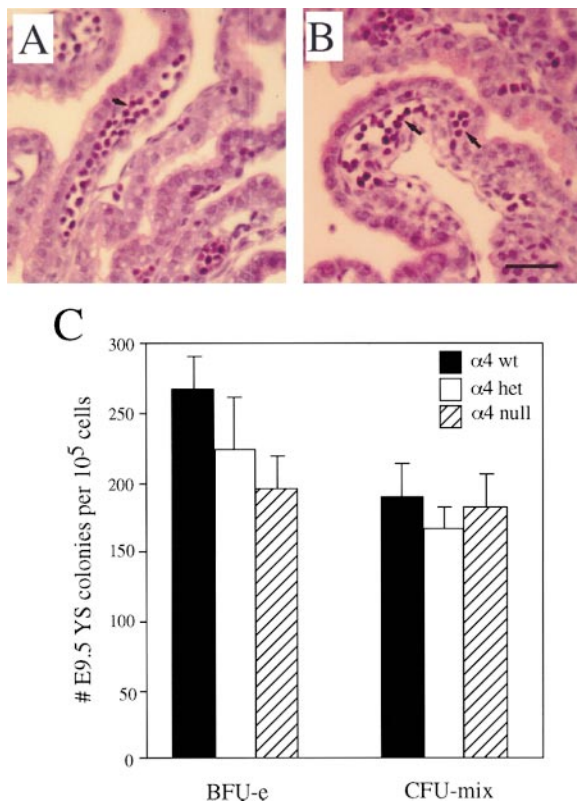 A
B
C
300
250
200
150
100
50
0
# E9.5 YS colonies per 10⁵ cells
α4 wt
α4 het
α4 null
BFU-e
CFU-mix